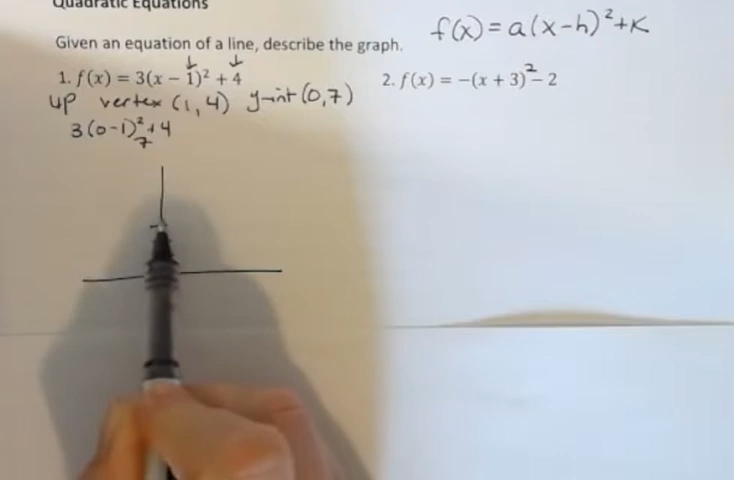 Quadratic Equations
f(x) = a(x-h)²+K
Given an equation of a line, describe the graph.
1. f(x) = 3(x − 1)² + 4
2. f(x) = −(x + 3)² − 2
up vertex (1, 4) y-int (0,7)
3(0-1)²+4
7